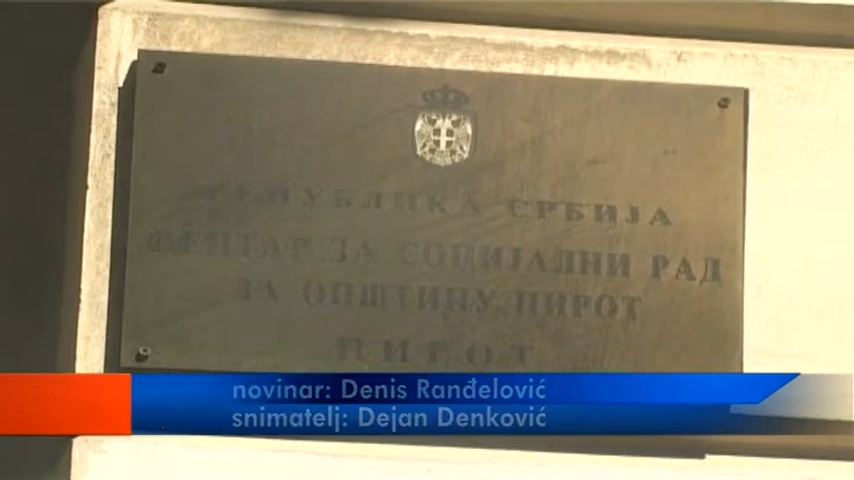 РЕПУБЛИКА СРБИЈА
ЦЕНТАР ЗА СОЦИЈАЛНИ РАД
ЗА ОПШТИНУ ПИРОТ
ПИРОТ
novinar: Denis Ranđelović
snimatelj: Dejan Denković